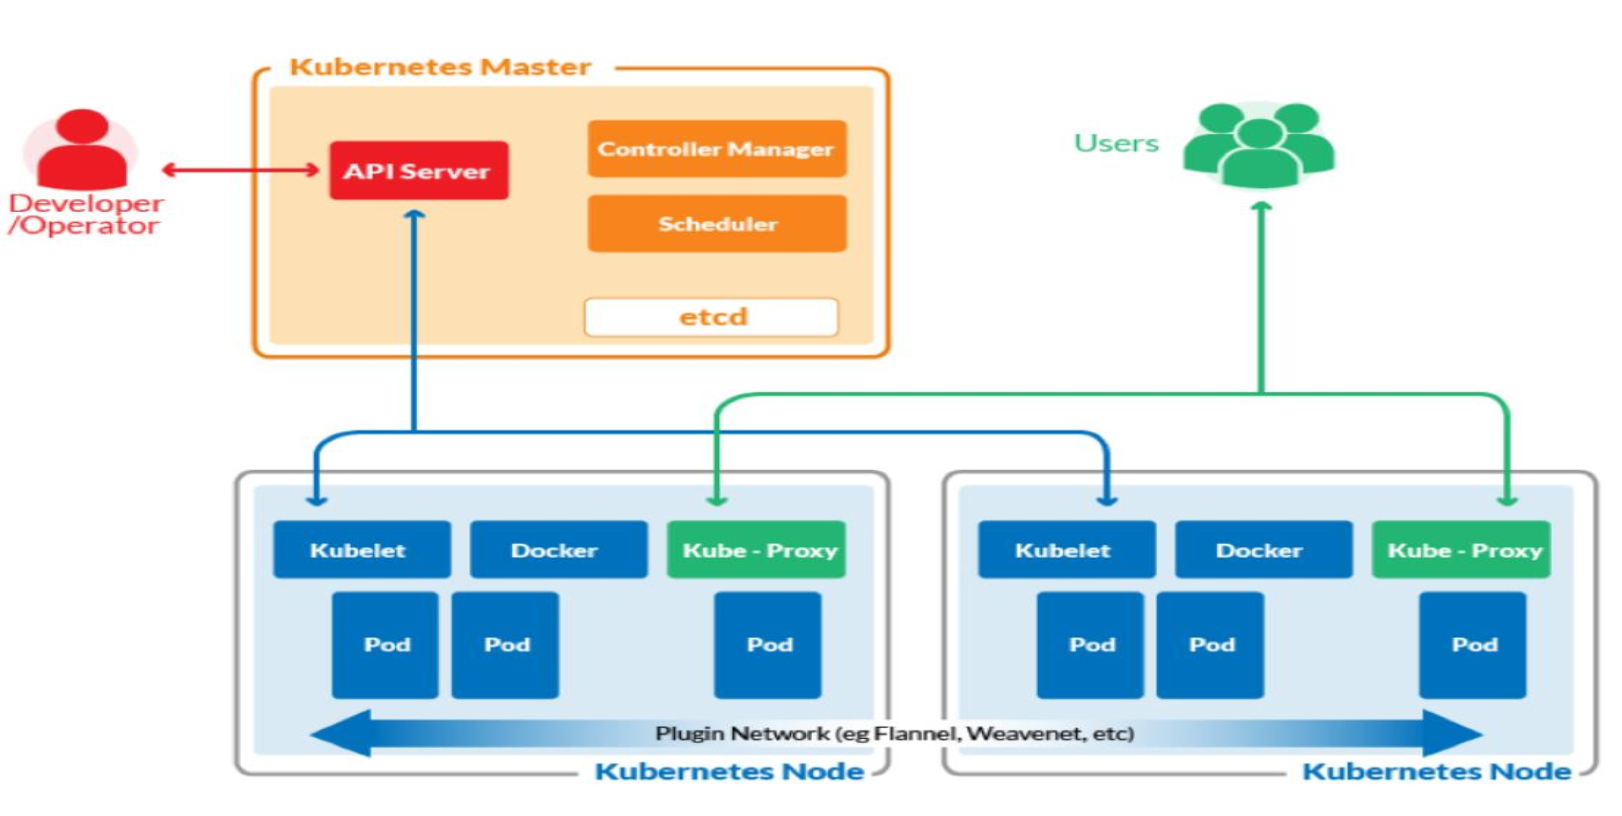 Kubernetes Master
API Server
Controller Manager
Scheduler
etcd
Developer
/Operator
Users
Kubelet
Docker
Kube - Proxy
Pod
Pod
Pod
Kubelet
Docker
Kube - Proxy
Pod
Pod
Pod
Plugin Network (eg Flannel, Weavenet, etc)
Kubernetes Node
Kubernetes Node